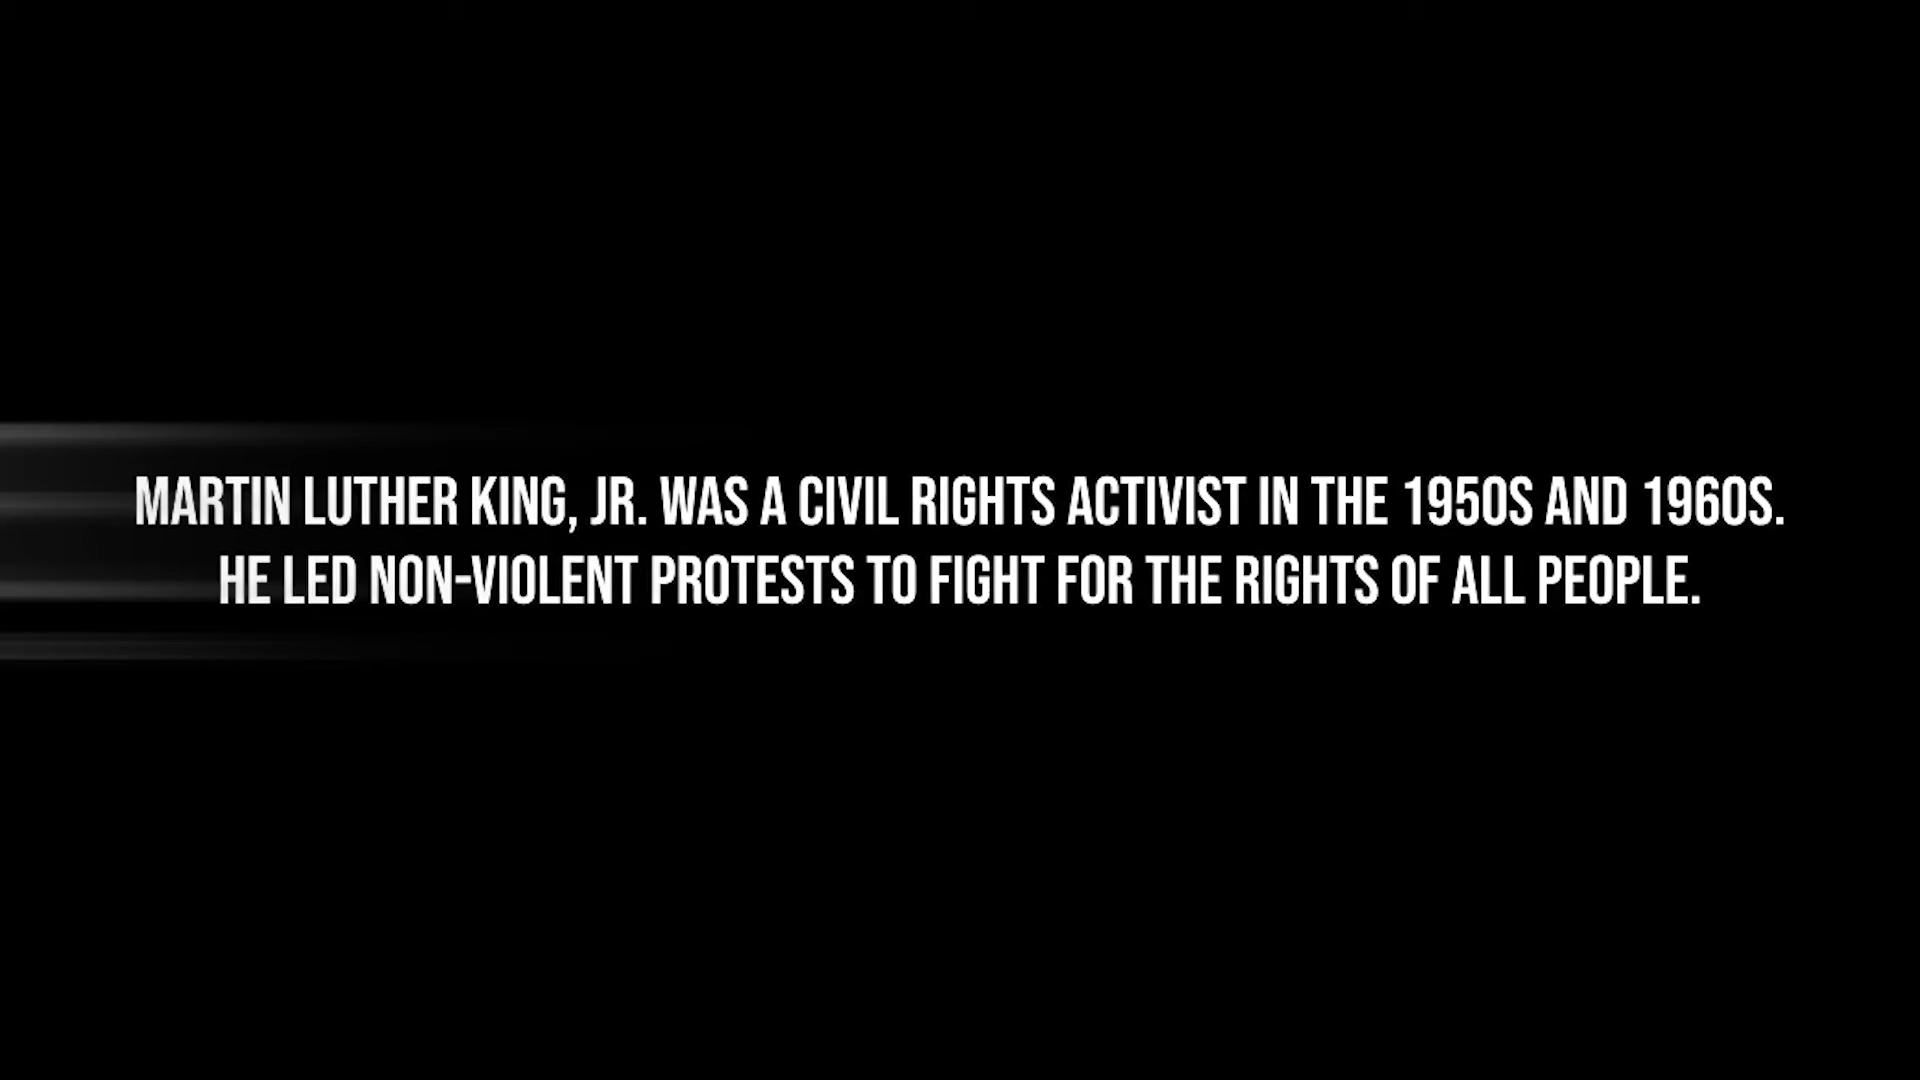 MARTIN LUTHER KING, JR. WAS A CIVIL RIGHTS ACTIVIST IN THE 1950S AND 1960S.
HE LED NON-VIOLENT PROTESTS TO FIGHT FOR THE RIGHTS OF ALL PEOPLE.